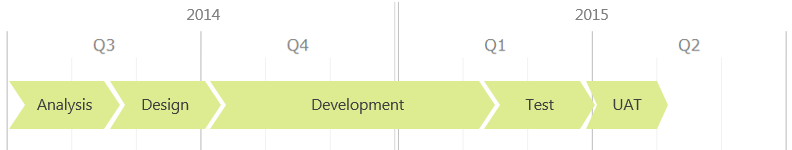 2014 2015
Q3 Q4 Q1 Q2
Analysis Design Development Test UAT